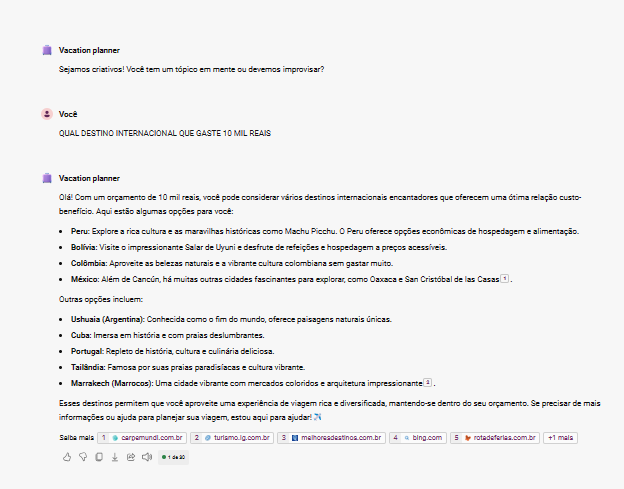 Vacation planner
Sejamos criativos! Você tem um tópico em mente ou devemos improvisar?
Você
QUAL DESTINO INTERNACIONAL QUE GASTE 10 MIL REAIS
Vacation planner
Olá! Com um orçamento de 10 mil reais, você pode considerar vários destinos internacionais encantadores que oferecem uma ótima relação custo-
benefício. Aqui estão algumas opções para você:
• Peru: Explore a rica cultura e as maravilhas históricas como Machu Picchu. O Peru oferece opções econômicas de hospedagem e alimentação.
• Bolívia: Visite o impressionante Salar de Uyuni e desfrute de refeições e hospedagem a preços acessíveis.
• Colômbia: Aproveite as belezas naturais e a vibrante cultura colombiana sem gastar muito.
• México: Além de Cancún, há muitas outras cidades fascinantes para explorar, como Oaxaca e San Cristóbal de las Casas 1 .
Outras opções incluem:
• Ushuaia (Argentina): Conhecida como o fim do mundo, oferece paisagens naturais únicas.
• Cuba: Imersa em história e com praias deslumbrantes.
• Portugal: Repleto de história, cultura e culinária deliciosa.
• Tailândia: Famosa por suas praias paradisíacas e cultura vibrante.
• Marrakech (Marrocos): Uma cidade vibrante com mercados coloridos e arquitetura impressionante .
Esses destinos permitem que você aproveite uma experiência de viagem rica e diversificada, mantendo-se dentro do seu orçamento. Se precisar de mais
informações ou ajuda para planejar sua viagem, estou aqui para ajudar! ✈️
Saiba mais 1 carpemundi.com.br 2 turismo.ig.com.br 3 melhoresdestinos.com.br 4 bing.com 5 rotadeferias.com.br +1 mais
1 de 30